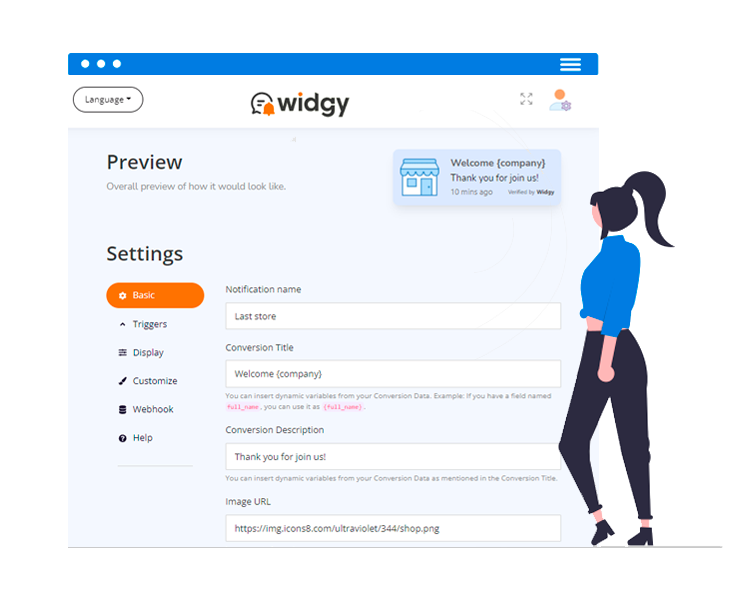 Language
widgy
Preview
Overall preview of how it would look like.
Welcome {company}
Thank you for join us!
10 mins ago Verified by Widgy
Settings
Basic
Triggers
Display
Customize
Webhook
Help
Notification name
Last store
Conversion Title
Welcome {company}
You can insert dynamic variables from your Conversion Data. Example: If you have a field named
full_name, you can use it as {full_name}.
Conversion Description
Thank you for join us!
You can insert dynamic variables from your Conversion Data as mentioned in the Conversion Title.
Image URL
https://img.icons8.com/ultraviolet/344/shop.png